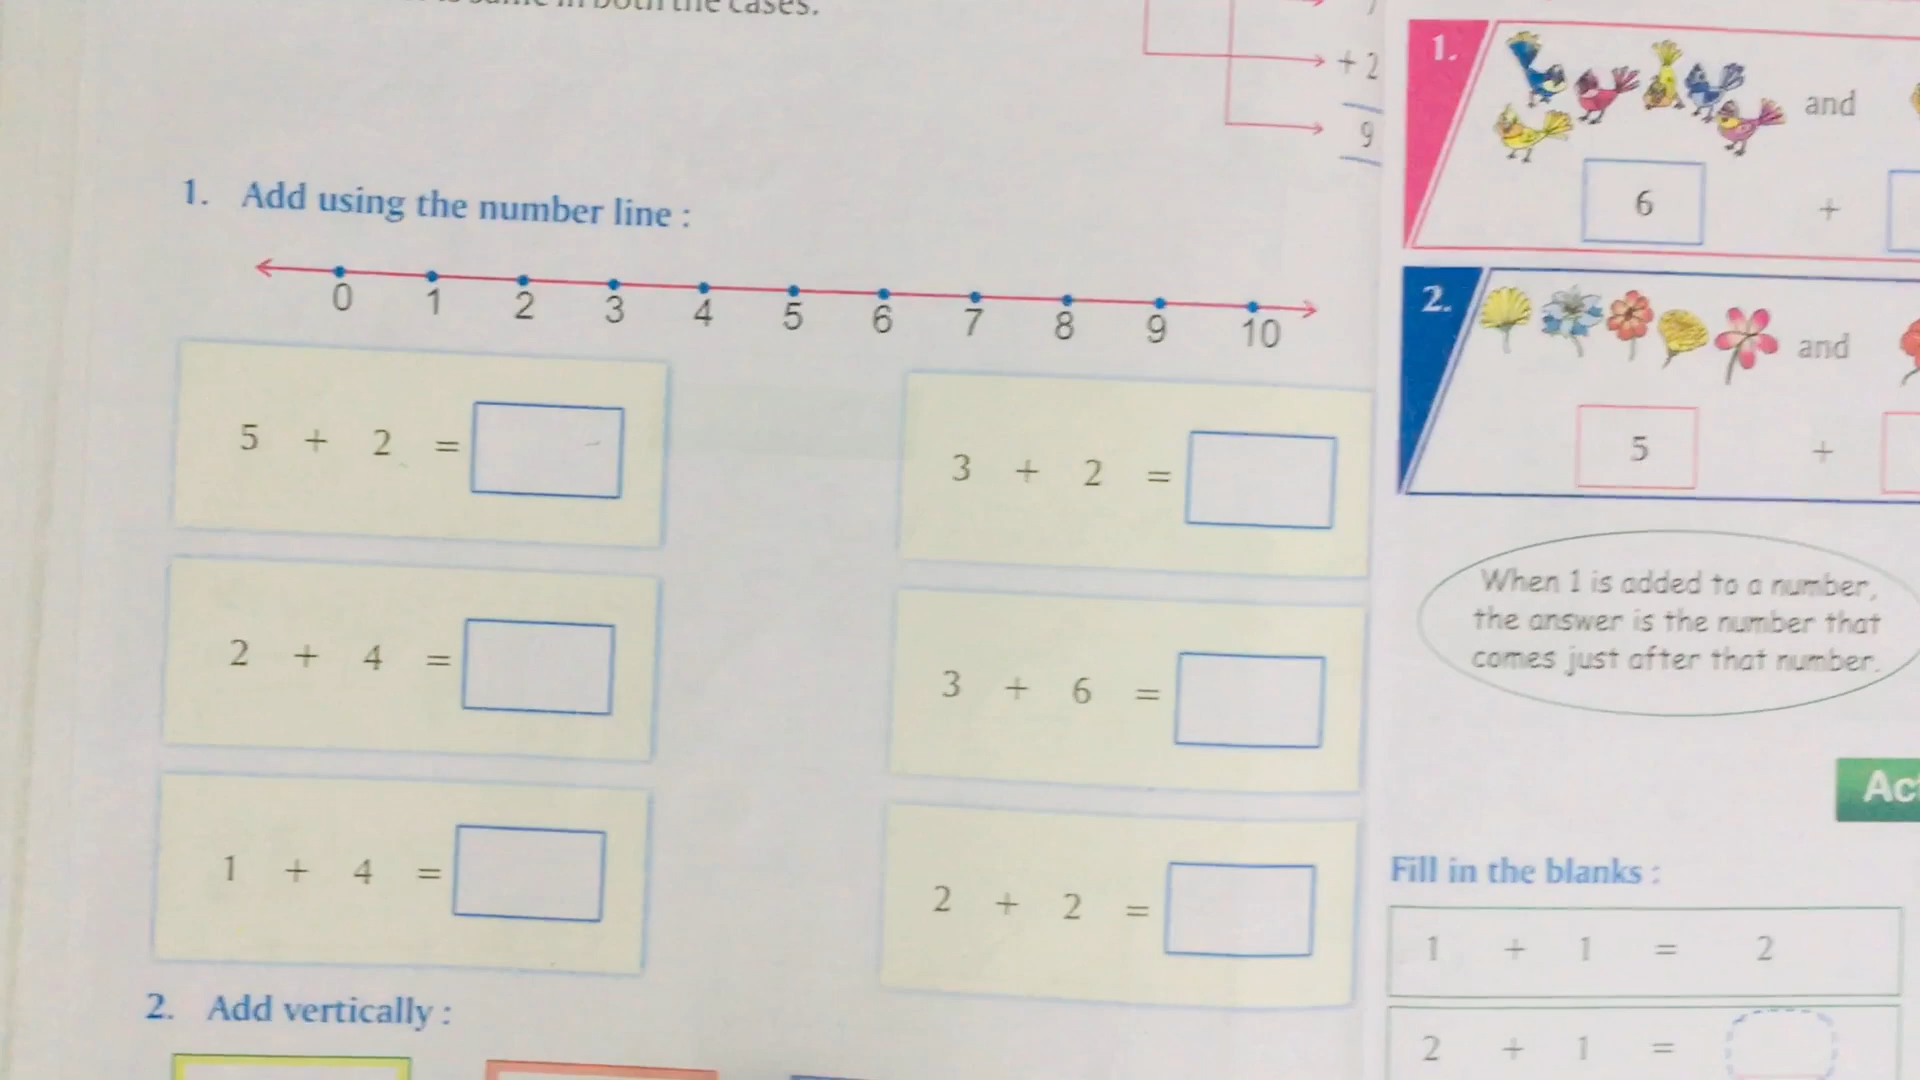 + 2
9
1. Add using the number line :
0 1 2 3 4 5 6 7 8 9 10
5 + 2 =
3 + 2 =
2 + 4 =
3 + 6 =
1 + 4 =
2 + 2 =
2. Add vertically :
1.
and
6 +
2.
and
5 +
When 1 is added to a number,
the answer is the number that
comes just after that number.
Fill in the blanks :
1 + 1 = 2
2 + 1 =